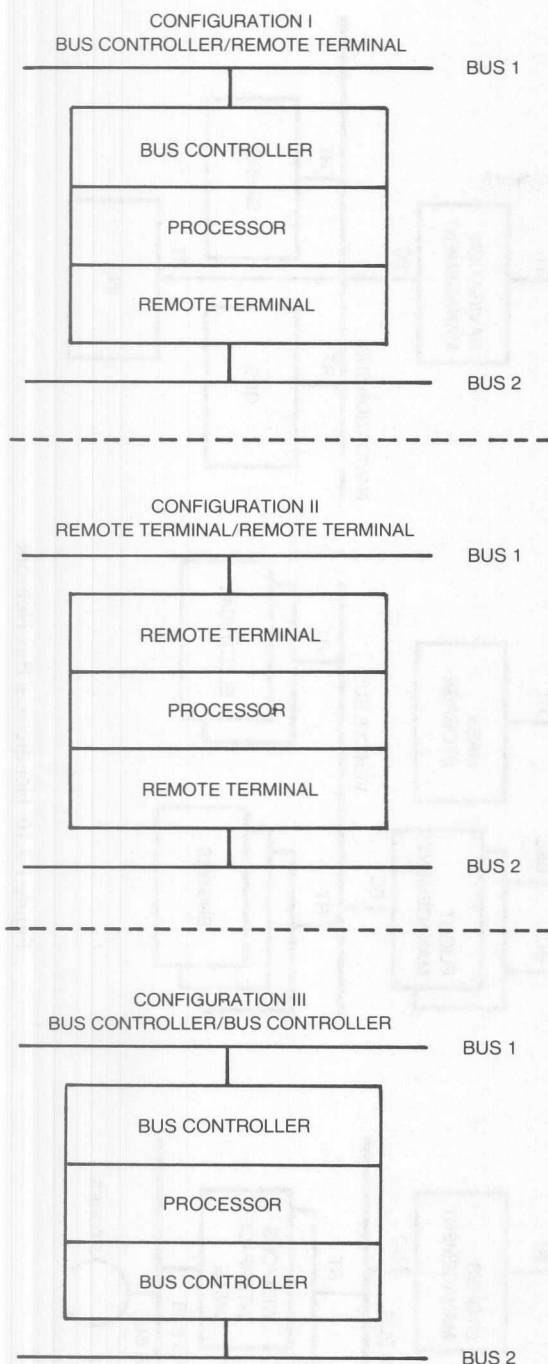 CONFIGURATION I
BUS CONTROLLER/REMOTE TERMINAL
BUS 1
BUS CONTROLLER
PROCESSOR
REMOTE TERMINAL
BUS 2
CONFIGURATION II
REMOTE TERMINAL/REMOTE TERMINAL
BUS 1
REMOTE TERMINAL
PROCESSOR
REMOTE TERMINAL
BUS 2
CONFIGURATION III
BUS CONTROLLER/BUS CONTROLLER
BUS 1
BUS CONTROLLER
PROCESSOR
BUS CONTROLLER
BUS 2